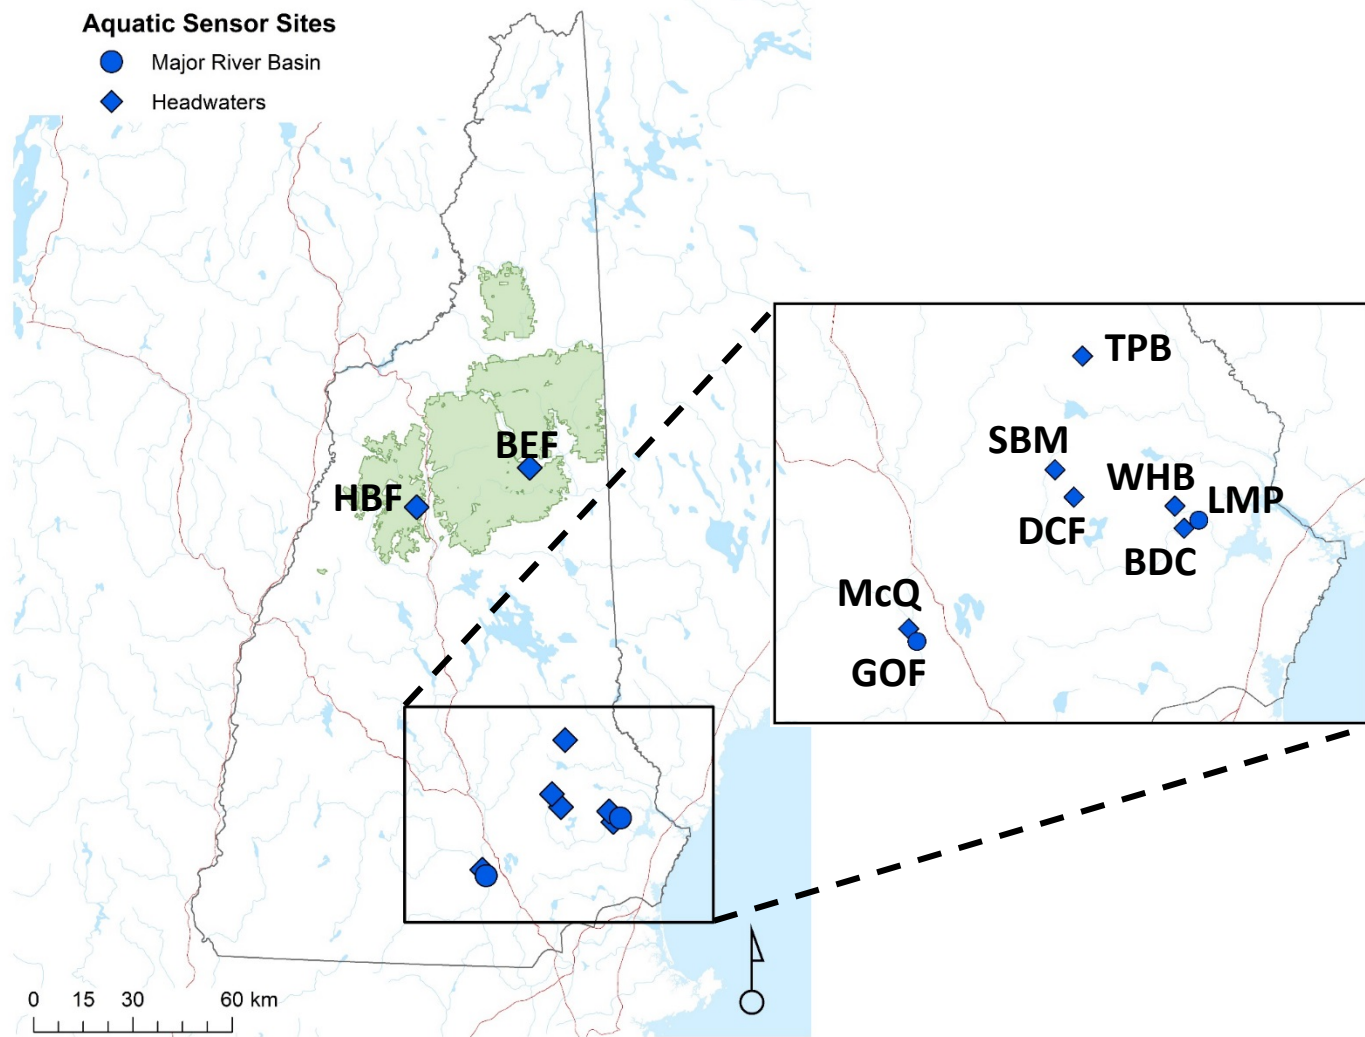 Aquatic Sensor Sites
Major River Basin
Headwaters
BEF
HBF
TPB
SBM
WHB
LMP
DCF
BDC
McQ
GOF
0 15 30 60 km